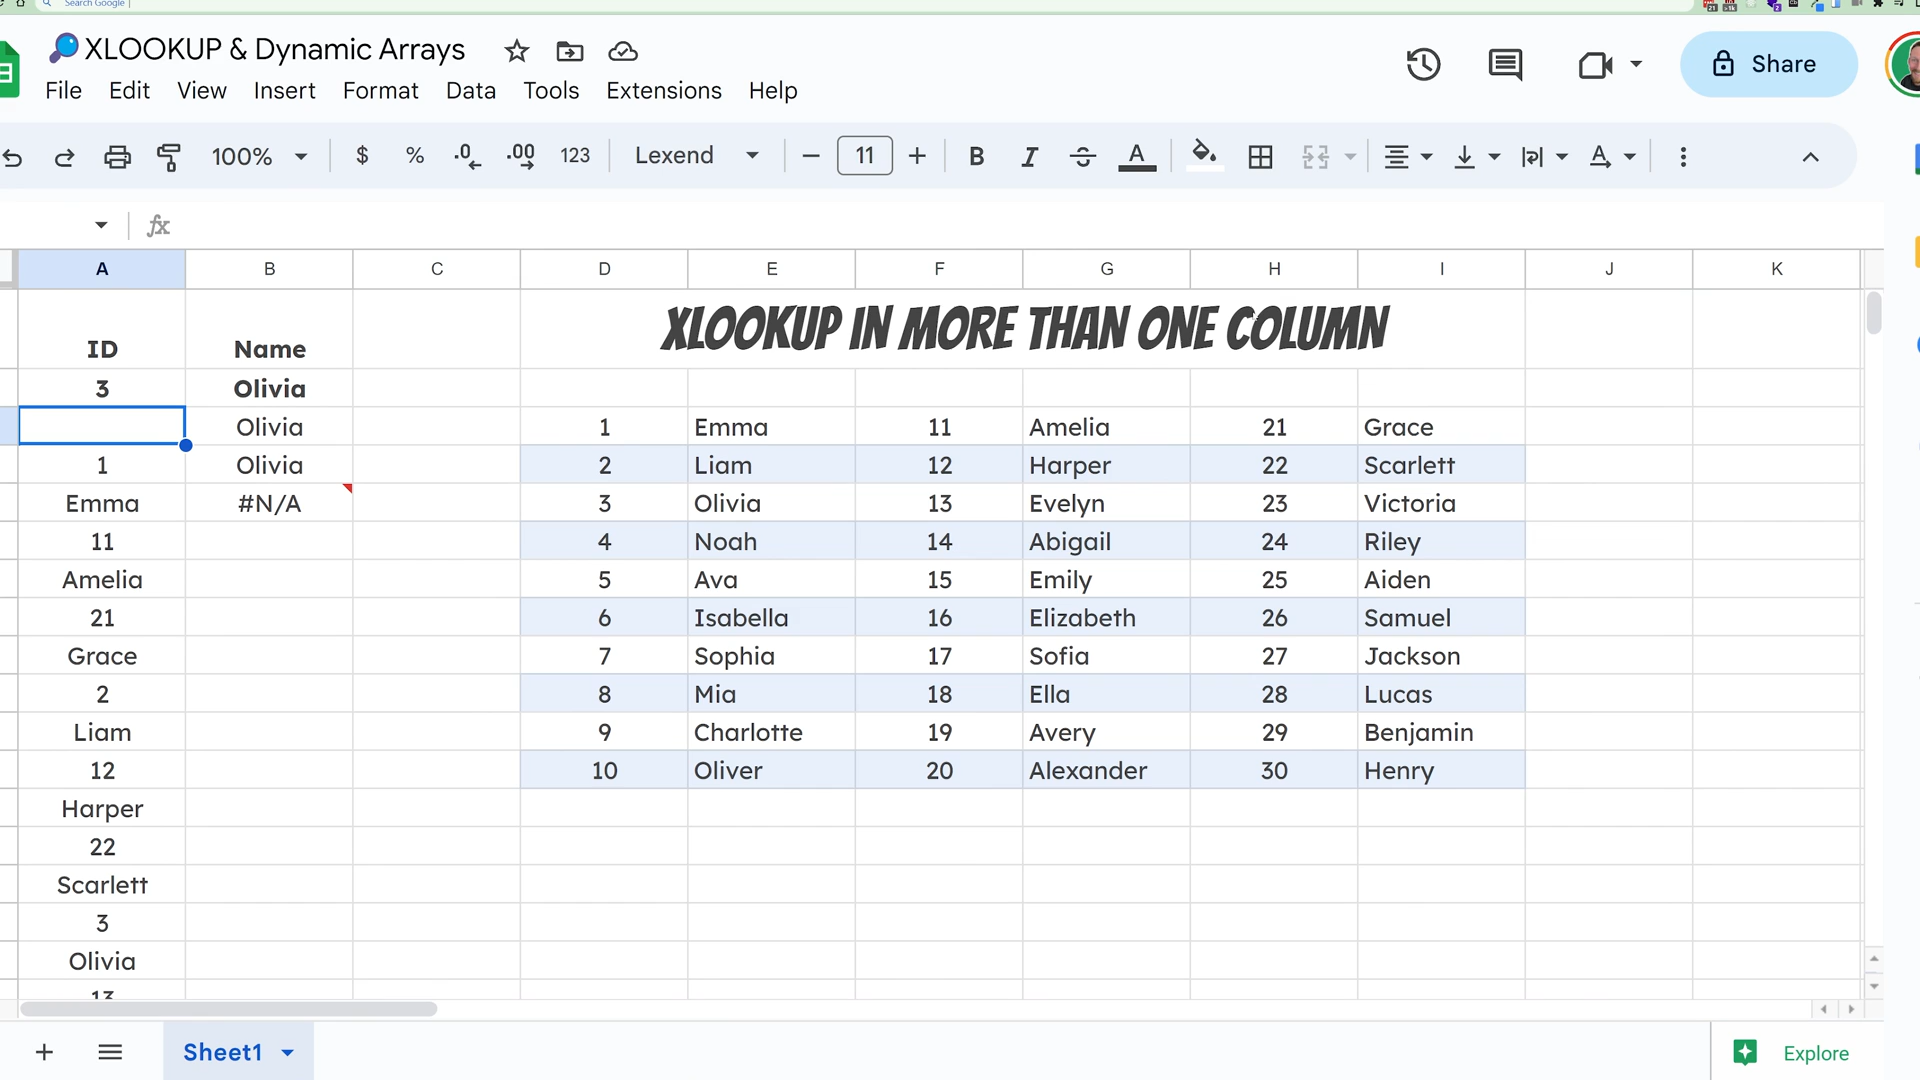 Search Google
XLOOKUP & Dynamic Arrays
File Edit View Insert Format Data Tools Extensions Help
Share
100% $ % .0 .00 123 Lexend 11 B I A
fx
A B C D E F G H I J K
XLOOKUP IN MORE THAN ONE COLUMN
ID Name
3 Olivia
Olivia 1 Emma 11 Amelia 21 Grace
1 Olivia 2 Liam 12 Harper 22 Scarlett
Emma #N/A 3 Olivia 13 Evelyn 23 Victoria
11 4 Noah 14 Abigail 24 Riley
Amelia 5 Ava 15 Emily 25 Aiden
21 6 Isabella 16 Elizabeth 26 Samuel
Grace 7 Sophia 17 Sofia 27 Jackson
2 8 Mia 18 Ella 28 Lucas
Liam 9 Charlotte 19 Avery 29 Benjamin
12 10 Oliver 20 Alexander 30 Henry
Harper
22
Scarlett
3
Olivia
13
Sheet1
Explore